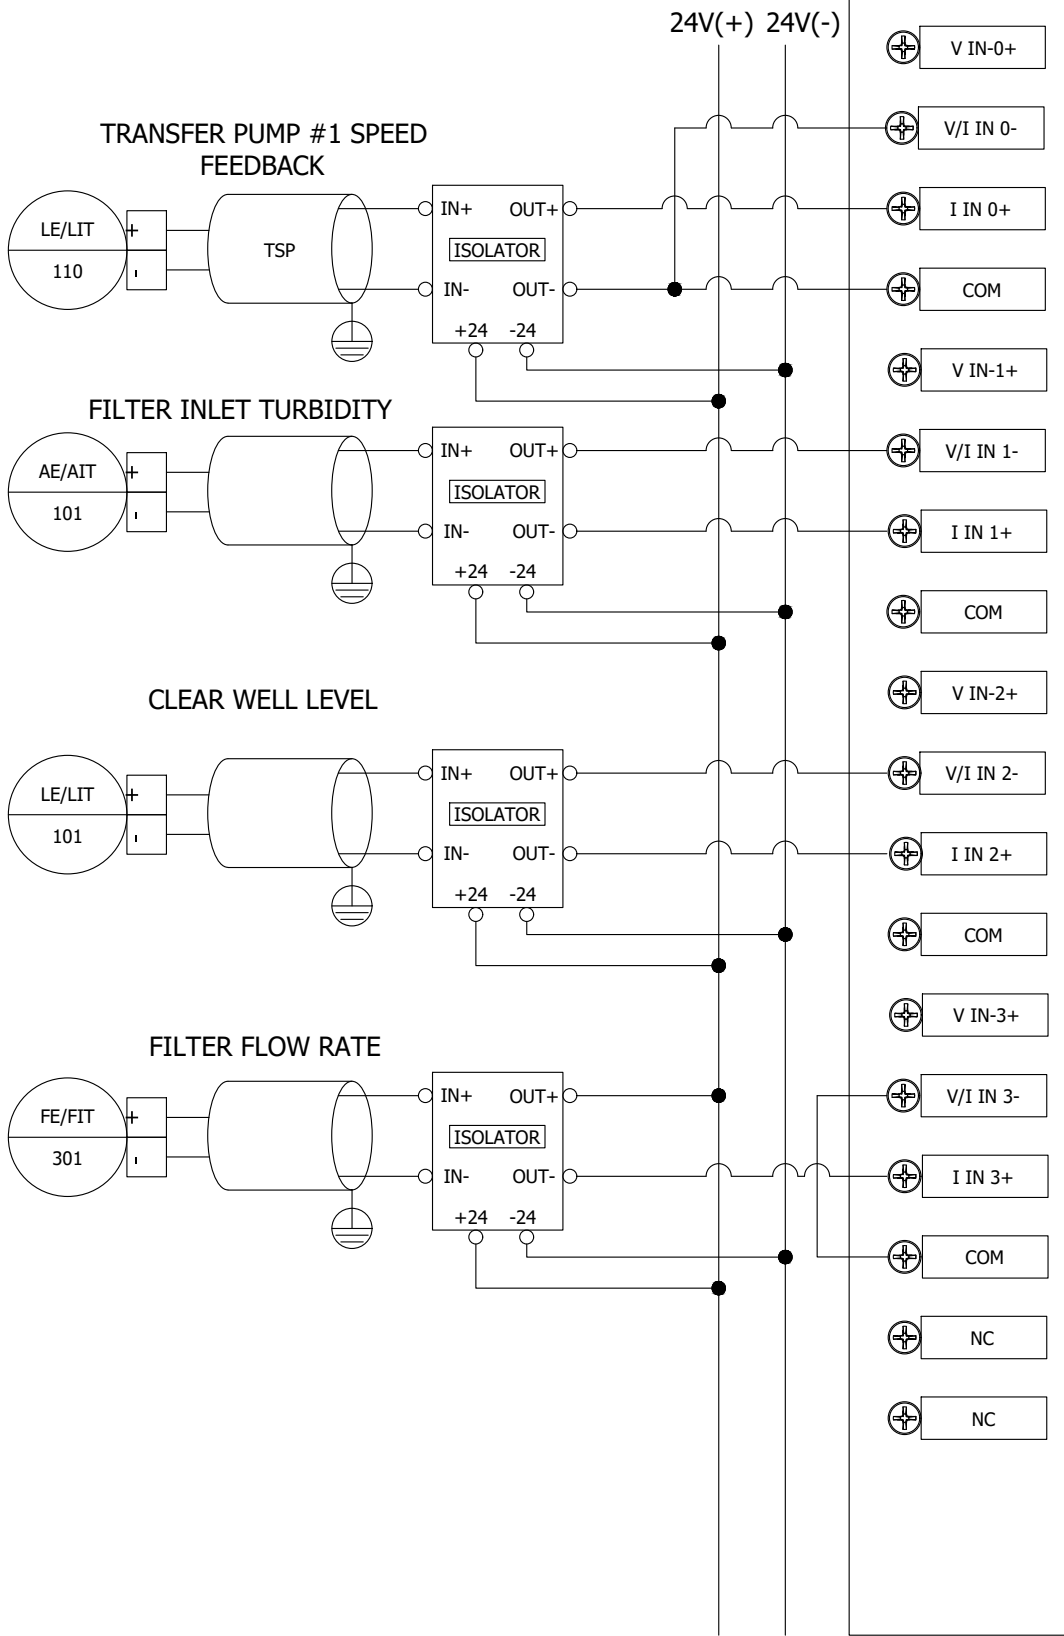 24V(+) 24V(-)
V IN-0+
V/I IN 0-
TRANSFER PUMP #1 SPEED
FEEDBACK
LE/LIT
110
+
-
TSP
IN+ OUT+
ISOLATOR
IN- OUT-
+24 -24
I IN 0+
COM
V IN-1+
FILTER INLET TURBIDITY
AE/AIT
101
+
-
IN+ OUT+
ISOLATOR
IN- OUT-
+24 -24
V/I IN 1-
I IN 1+
COM
V IN-2+
CLEAR WELL LEVEL
LE/LIT
101
+
-
IN+ OUT+
ISOLATOR
IN- OUT-
+24 -24
V/I IN 2-
I IN 2+
COM
V IN-3+
FILTER FLOW RATE
FE/FIT
301
+
-
IN+ OUT+
ISOLATOR
IN- OUT-
+24 -24
V/I IN 3-
I IN 3+
COM
NC
NC